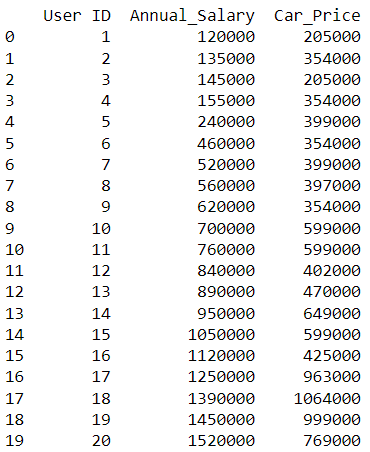 User ID Annual_Salary Car_Price
0 1 120000 205000
1 2 135000 354000
2 3 145000 205000
3 4 155000 354000
4 5 240000 399000
5 6 460000 354000
6 7 520000 399000
7 8 560000 397000
8 9 620000 354000
9 10 700000 599000
10 11 760000 599000
11 12 840000 402000
12 13 890000 470000
13 14 950000 649000
14 15 1050000 599000
15 16 1120000 425000
16 17 1250000 963000
17 18 1390000 1064000
18 19 1450000 999000
19 20 1520000 769000